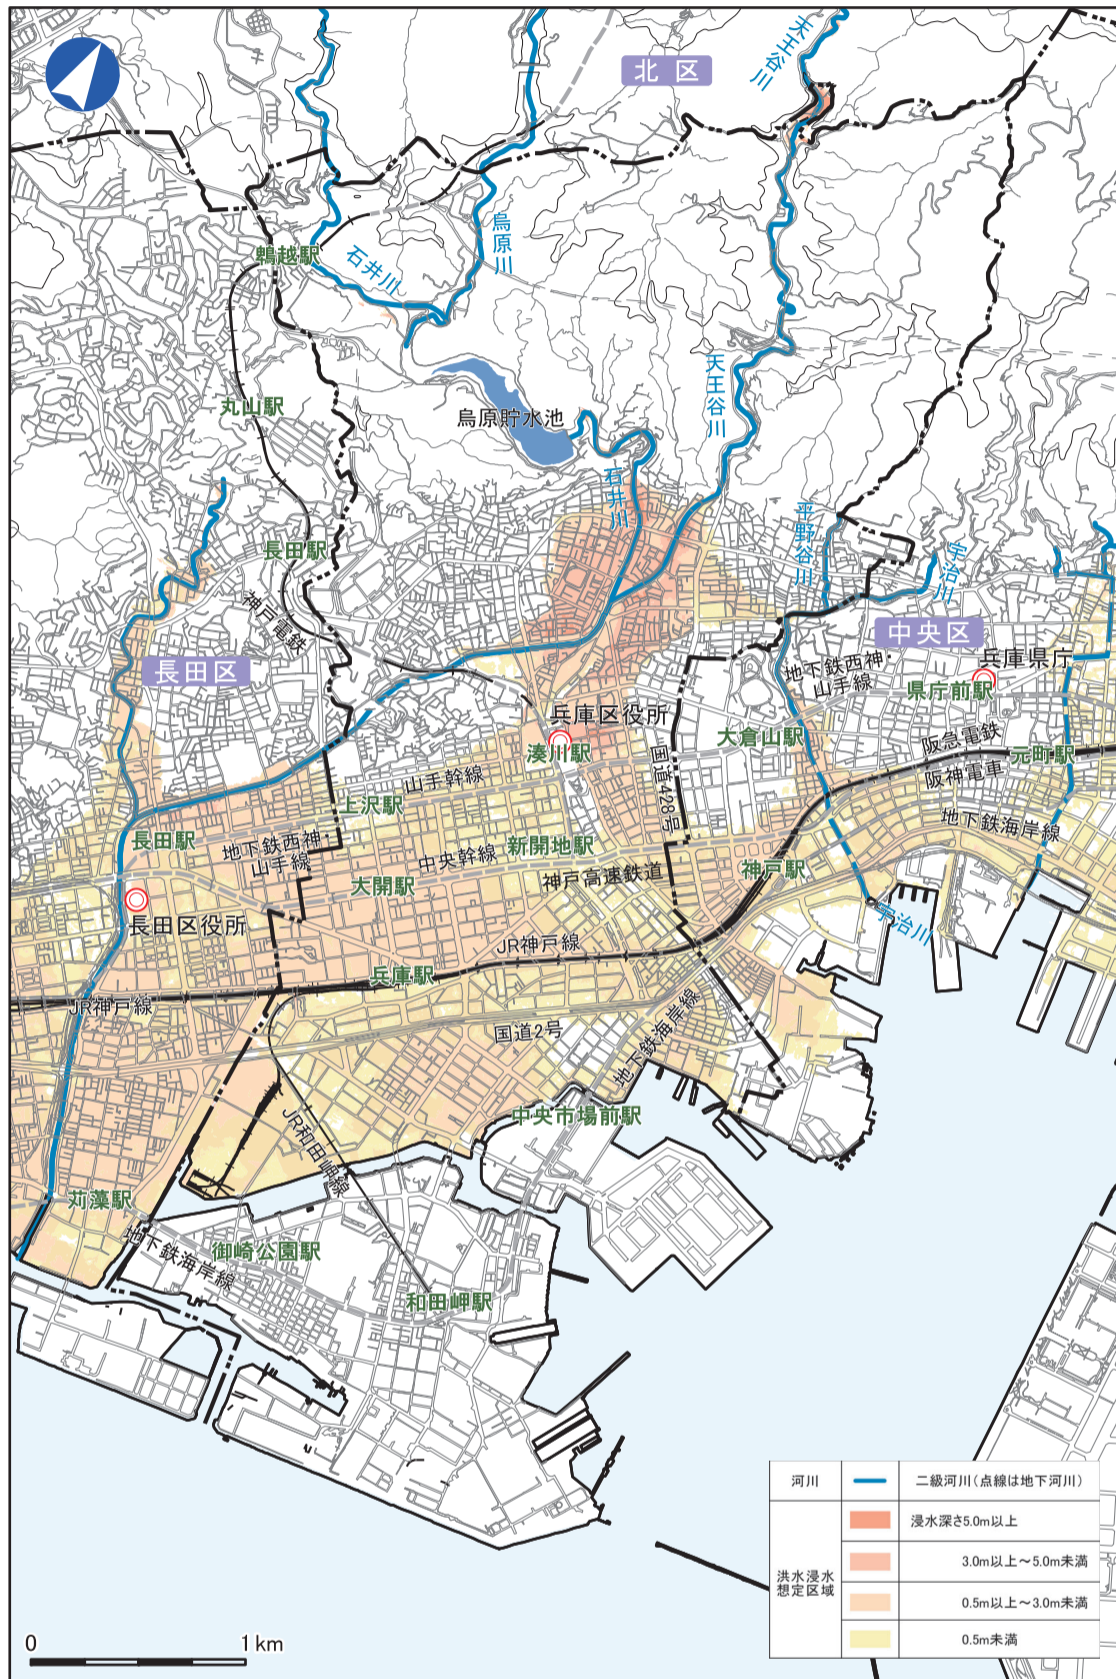 北区
天王谷川
烏原川
石井川
鵯越駅
丸山駅
烏原貯水池
天王谷川
石井川
平野谷川
宇治川
長田駅
神戸電鉄
長田区
中央区
兵庫県庁
県庁前駅
地下鉄西神・
山手線
大倉山駅
兵庫区役所
湊川駅
国道428号
阪急電鉄
元町駅
阪神電車
地下鉄海岸線
山手幹線
上沢駅
長田駅
地下鉄西神・
山手線
中央幹線
新開地駅
大開駅
神戸高速鉄道
神戸駅
長田区役所
宇治川
JR神戸線
兵庫駅
JR神戸線
国道2号
地下鉄海岸線
JR和田岬線
中央市場前駅
苅藻駅
地下鉄海岸線
御崎公園駅
和田岬駅
河川
二級河川(点線は地下河川)
洪水浸水
想定区域
浸水深さ5.0m以上
3.0m以上～5.0m未満
0.5m以上～3.0m未満
0.5m未満
0
1km